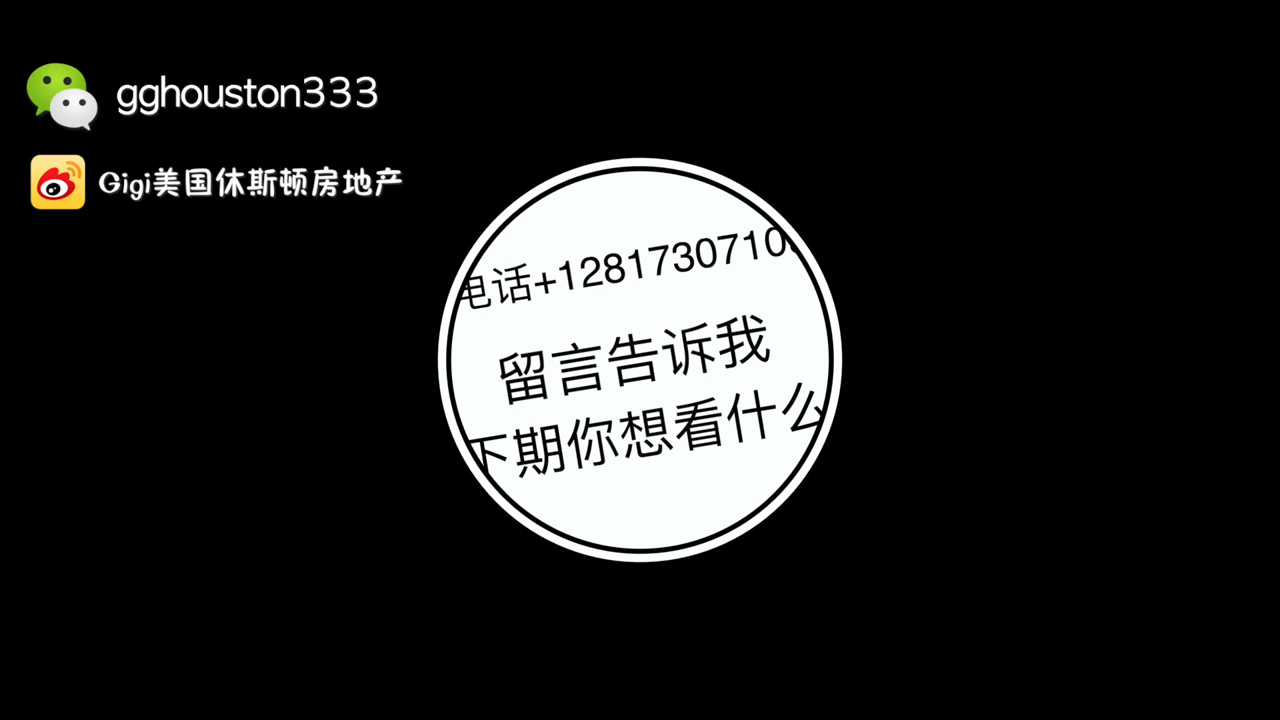 gghouston333
Gigi美国休斯顿房地产
电话+1281730710
留言告诉我
下期你想看什么